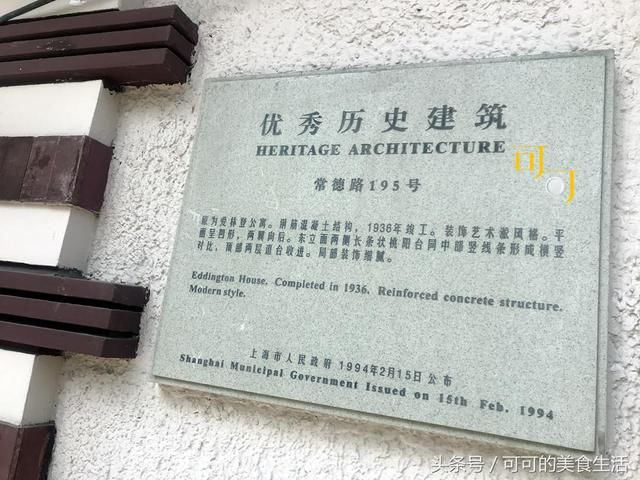 优秀历史建筑
HERITAGE ARCHITECTURE
可可
常德路195号
原为爱林登公寓。钢筋混凝土结构，1936年竣工。装饰艺术派风格。平
面呈凹形，两翼向后。东立面两侧长条状挑阳台同中部竖线条形成横竖
对比，顶部两层退台收进。局部装饰细腻。
Eddington House. Completed in 1936. Reinforced concrete structure.
Modern style.
上海市人民政府 1994年2月15日公布
Shanghai Municipal Government Issued on 15th Feb. 1994
头条号/可可的美食生活